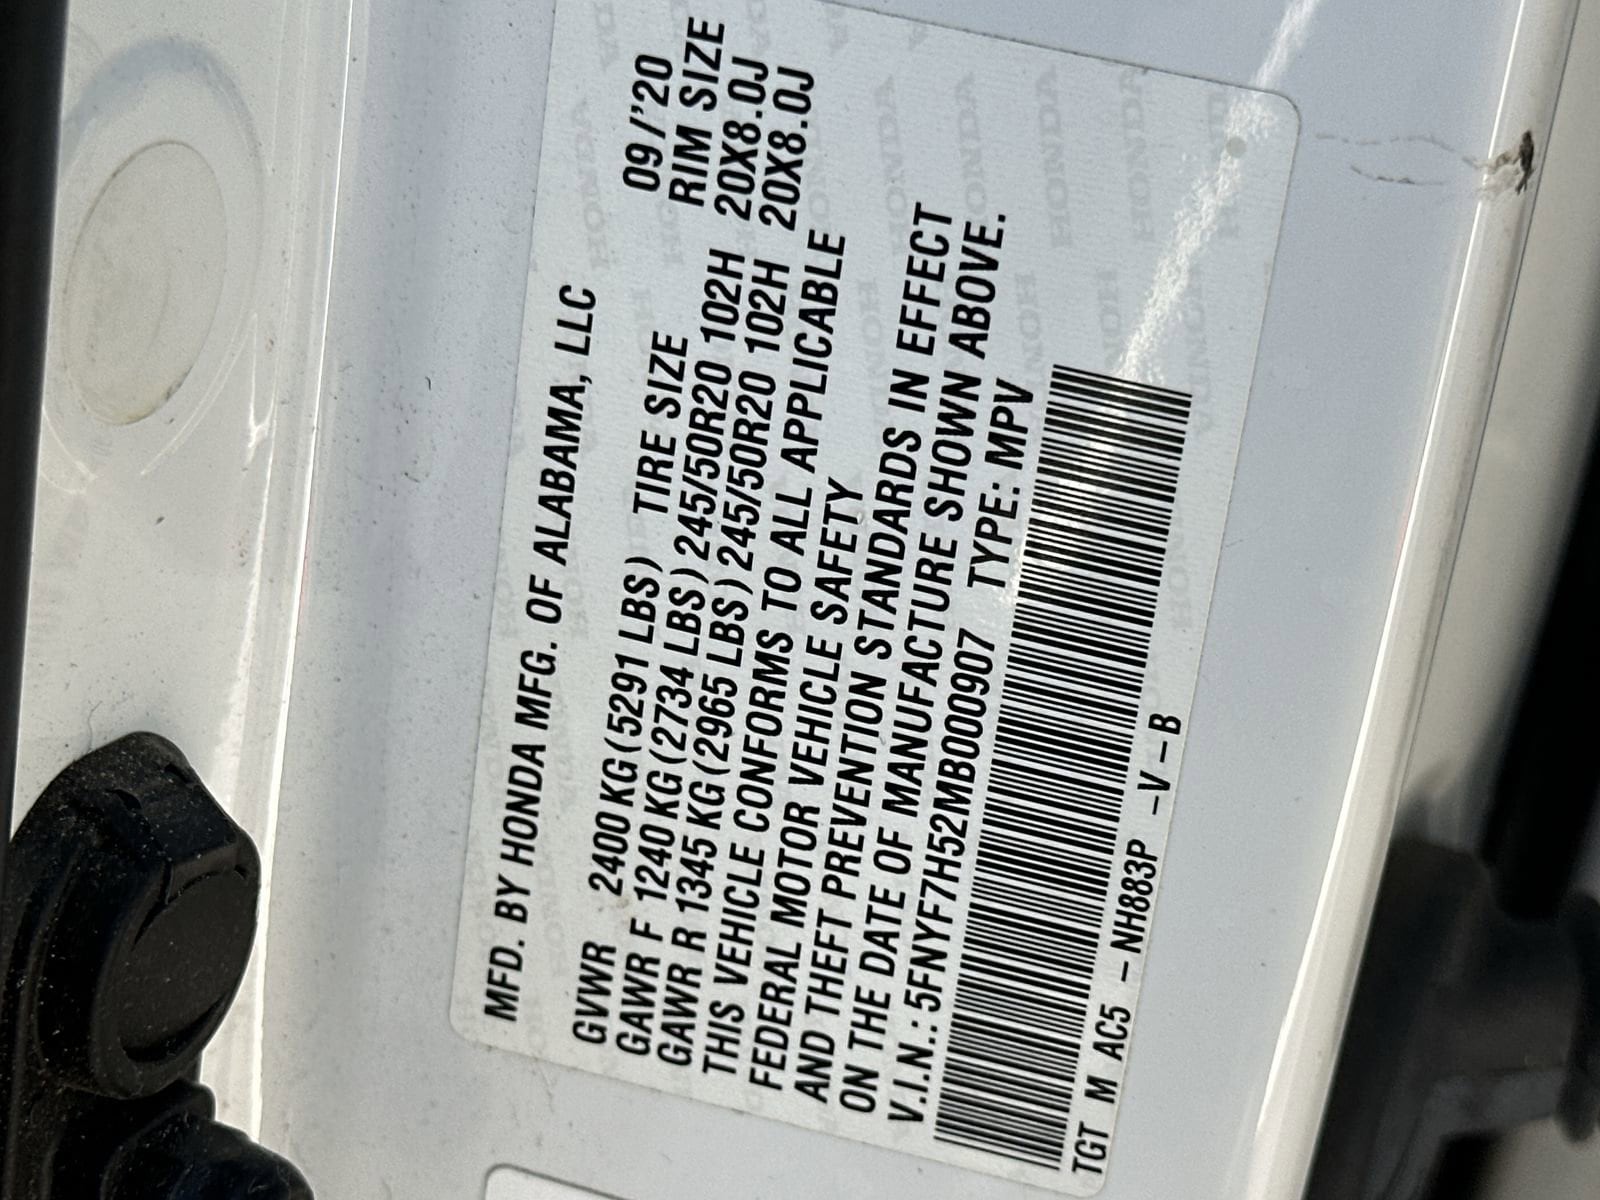 MFD. BY HONDA MFG. OF ALABAMA, LLC
09/'20
GVWR 2400 KG(5291 LBS) TIRE SIZE RIM SIZE
GAWR F 1240 KG(2734 LBS)245/50R20 102H 20X8.0J
GAWR R 1345 KG(2965 LBS)245/50R20 102H 20X8.0J
THIS VEHICLE CONFORMS TO ALL APPLICABLE
FEDERAL MOTOR VEHICLE SAFETY
AND THEFT PREVENTION STANDARDS IN EFFECT
ON THE DATE OF MANUFACTURE SHOWN ABOVE.
V.I.N.: 5FNYF7H52MB000907 TYPE: MPV
TGT M AC5 –NH883P –V–B